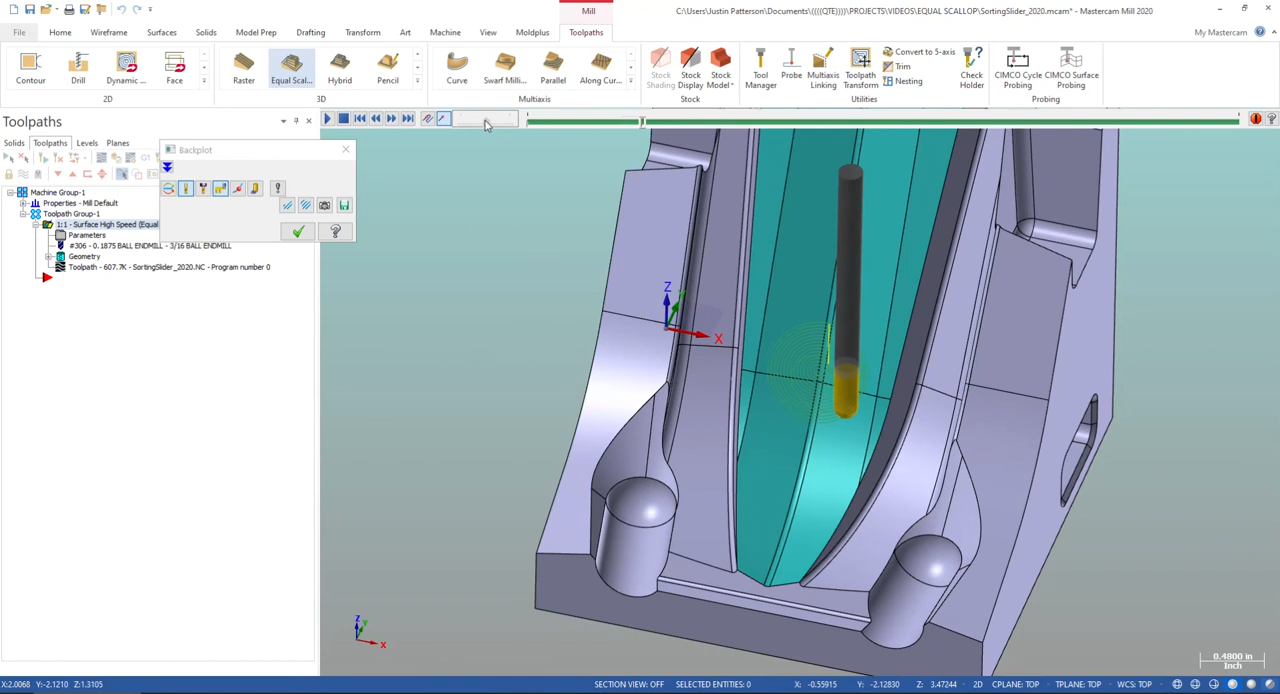 Mill
C:\Users\Justin Patterson\Documents\((((QTE))))\PROJECTS\VIDEOS\EQUAL SCALLOP\SortingSlider_2020.mcam* - Mastercam Mill 2020
File Home Wireframe Surfaces Solids Model Prep Drafting Transform Art Machine View Moldplus Toolpaths My Mastercam
Contour Drill Dynamic ... Face Raster Equal Scal... Hybrid Pencil Curve Swarf Milli... Parallel Along Cur... Stock Shading Stock Display Stock Model Tool Manager Probe Multiaxis Linking Toolpath Transform Convert to 5-axis Trim Nesting Check Holder CIMCO Cycle Probing CIMCO Surface Probing
2D 3D Multiaxis Stock Utilities Probing
Toolpaths
Solids Toolpaths Levels Planes
Backplot
G1
Machine Group-1
Properties - Mill Default
Toolpath Group-1
1:1 - Surface High Speed (Equal
Parameters
#306 - 0.1875 BALL ENDMILL - 3/16 BALL ENDMILL
Geometry
Toolpath - 607.7K - SortingSlider_2020.NC - Program number 0
Z
X
Z
Y
X
0.4800 in
Inch
X:2.0068 Y:-2.1210 Z:1.3105 SECTION VIEW: OFF SELECTED ENTITIES: 0 X: -0.55915 Y: -2.12830 Z: 3.47244 2D CPLANE: TOP TPLANE: TOP WCS: TOP